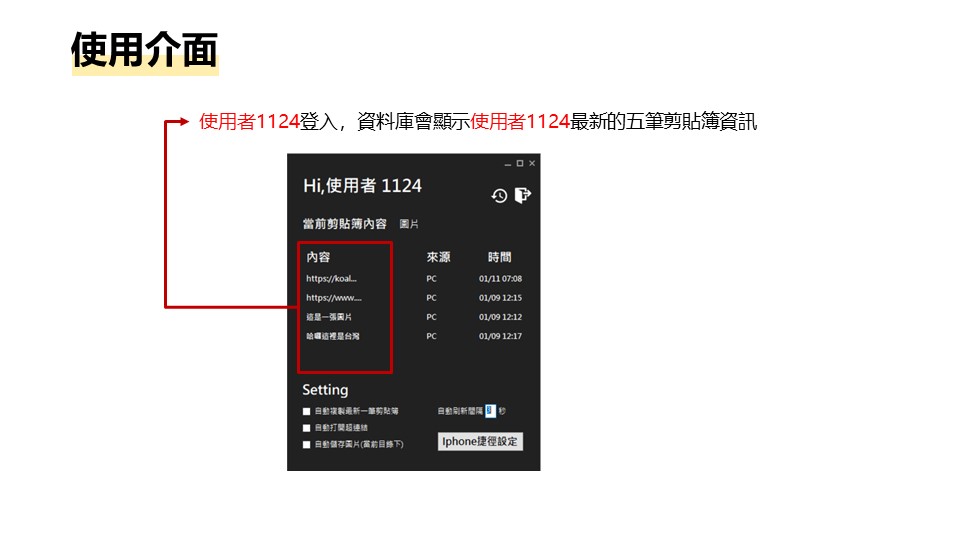 使用介面
使用者1124登入，資料庫會顯示使用者1124最新的五筆剪貼簿資訊
Hi,使用者 1124
當前剪貼簿內容 圖片
內容 來源 時間
https://koal... PC 01/11 07:08
https://www.... PC 01/09 12:15
這是一張圖片 PC 01/09 12:12
哈囉這裡是台灣 PC 01/09 12:17
Setting
自動複製最新一筆剪貼簿 自動刷新間隔 秒
自動打開超連結
自動儲存圖片(當前目錄下) Iphone捷徑設定